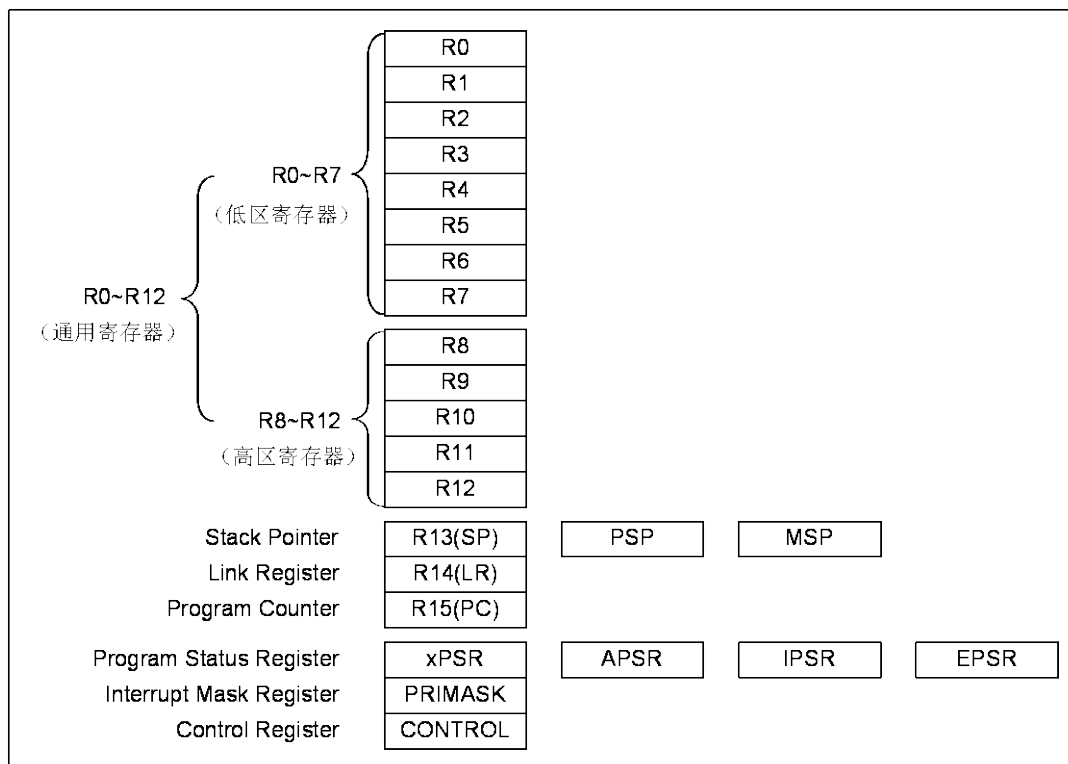 R0
R1
R2
R3
R0~R7
R4
（低区寄存器）
R5
R6
R0~R12
R7
（通用寄存器）
R8
R9
R8~R12
R10
（高区寄存器）
R11
R12
Stack Pointer R13(SP) PSP MSP
Link Register R14(LR)
Program Counter R15(PC)
Program Status Register xPSR APSR IPSR EPSR
Interrupt Mask Register PRIMASK
Control Register CONTROL